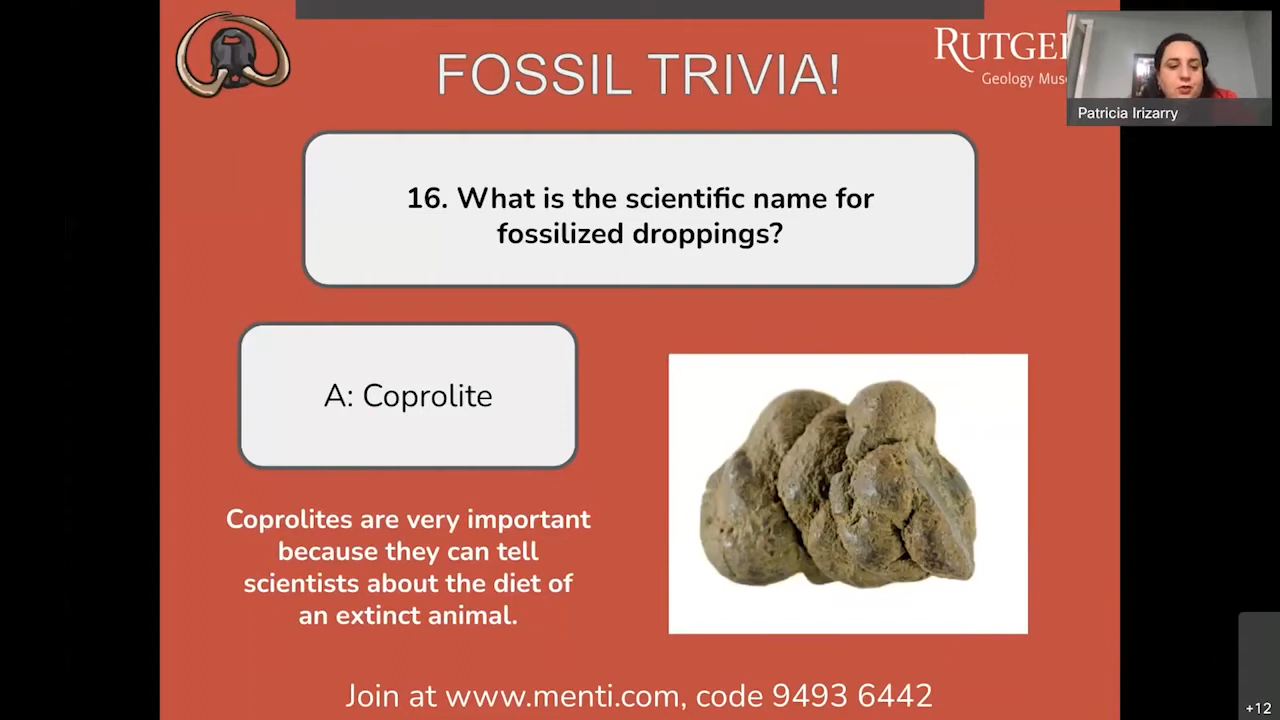 FOSSIL TRIVIA!
RUTGE
Geology Mus
Patricia Irizarry
16. What is the scientific name for
fossilized droppings?
A: Coprolite
Coprolites are very important
because they can tell
scientists about the diet of
an extinct animal.
Join at www.menti.com, code 9493 6442
+12